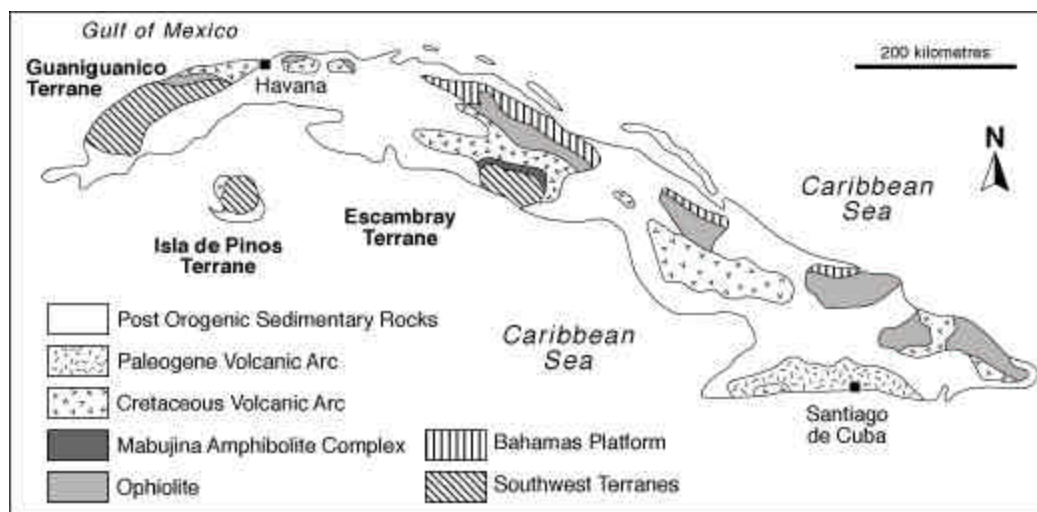 Gulf of Mexico
Guaniguanico
Terrane
Havana
200 kilometres
N
Caribbean
Sea
Escambray
Terrane
Isla de Pinos
Terrane
Caribbean
Sea
Santiago
de Cuba
Post Orogenic Sedimentary Rocks
Paleogene Volcanic Arc
Cretaceous Volcanic Arc
Mabujina Amphibolite Complex
Ophiolite
Bahamas Platform
Southwest Terranes